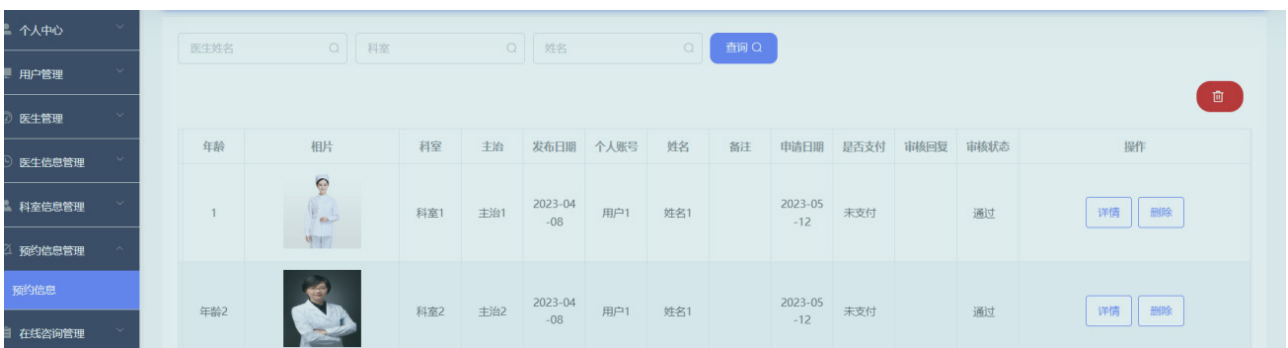 个人中心
用户管理
医生管理
医生信息管理
科室信息管理
预约信息管理
预约信息
在线咨询管理
医生姓名 科室 姓名 查询
年龄 相片 科室 主治 发布日期 个人账号 姓名 备注 申请日期 是否支付 审核回复 审核状态 操作
1 科室1 主治1 2023-04-08 用户1 姓名1 2023-05-12 未支付 通过 详情 删除
年龄2 科室2 主治2 2023-04-08 用户1 姓名1 2023-05-12 未支付 通过 详情 删除